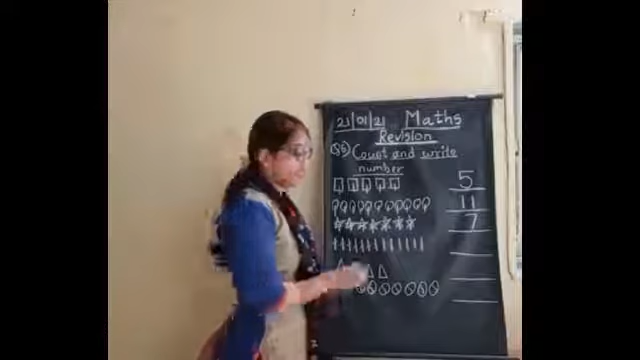 21/01/21 Maths
Revision
Q5) Count and write
number
5
11
7